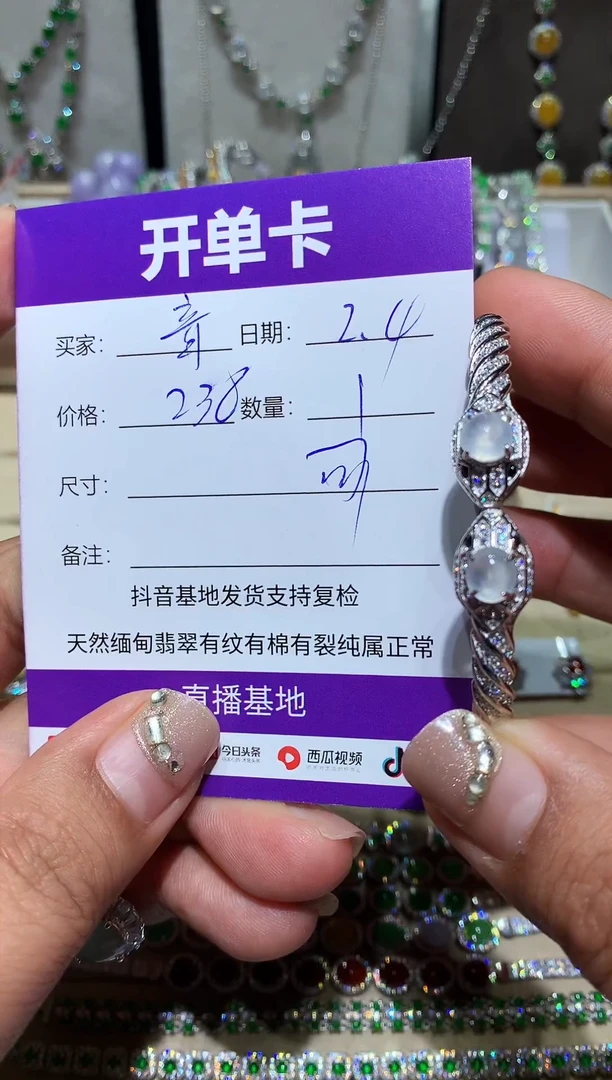 开单卡
买家: 音 日期: 2.4
价格: 238 数量: 1
尺寸:
备注:
抖音基地发货支持复检
天然缅甸翡翠有纹有棉有裂纯属正常
直播基地
今日头条 西瓜视频